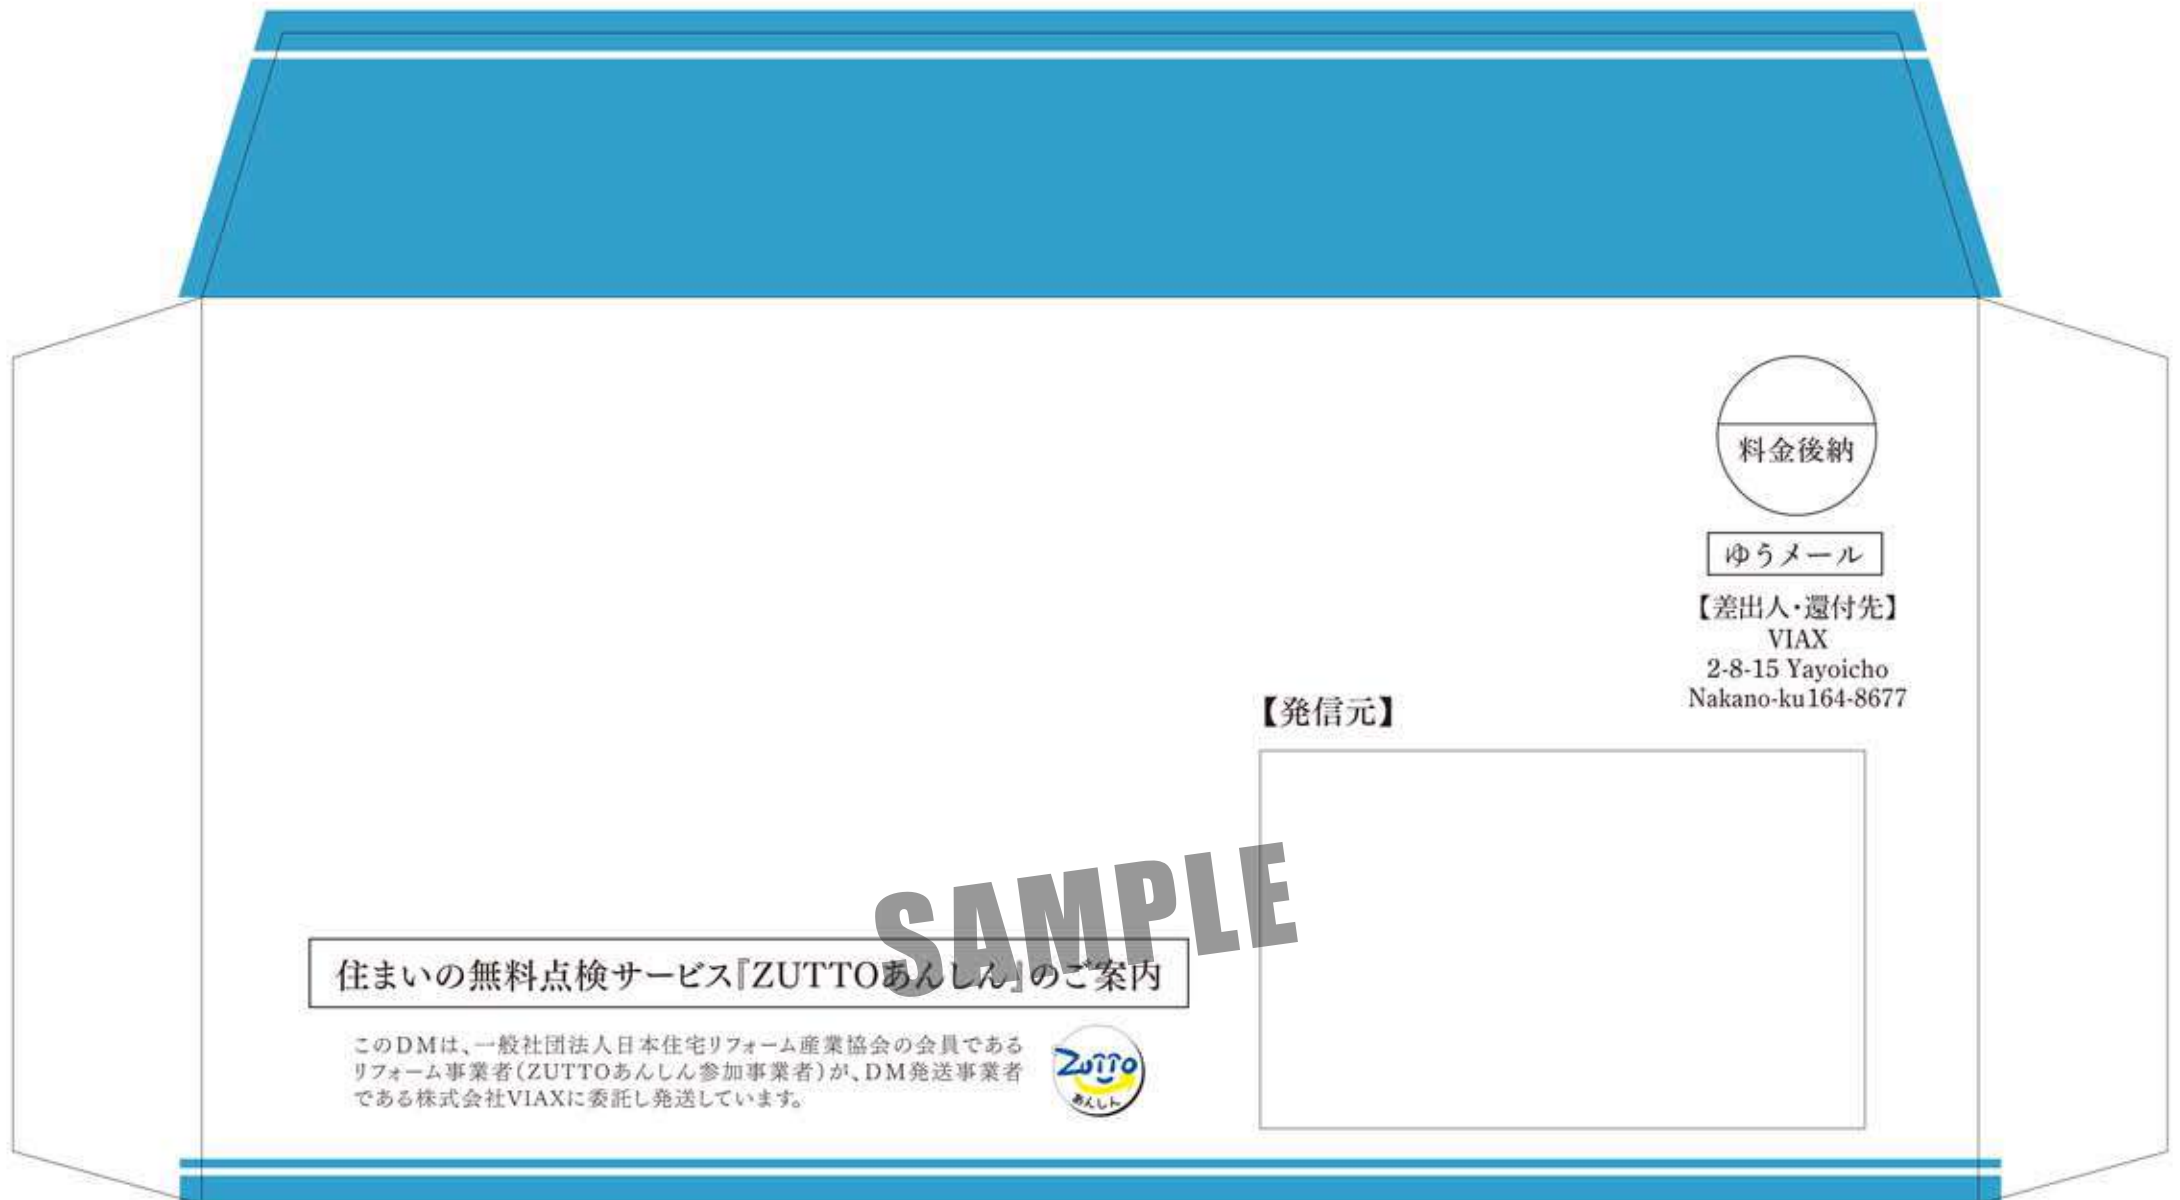 料金後納
ゆうメール
【差出人・還付先】
VIAX
2-8-15 Yayoicho
Nakano-ku164-8677
【発信元】
SAMPLE
住まいの無料点検サービス『ZUTTOあんしん』のご案内
このDMは、一般社団法人日本住宅リフォーム産業協会の会員である
リフォーム事業者(ZUTTOあんしん参加事業者)が、DM発送事業者
である株式会社VIAXに委託し発送しています。
ZUTTO
あんしん